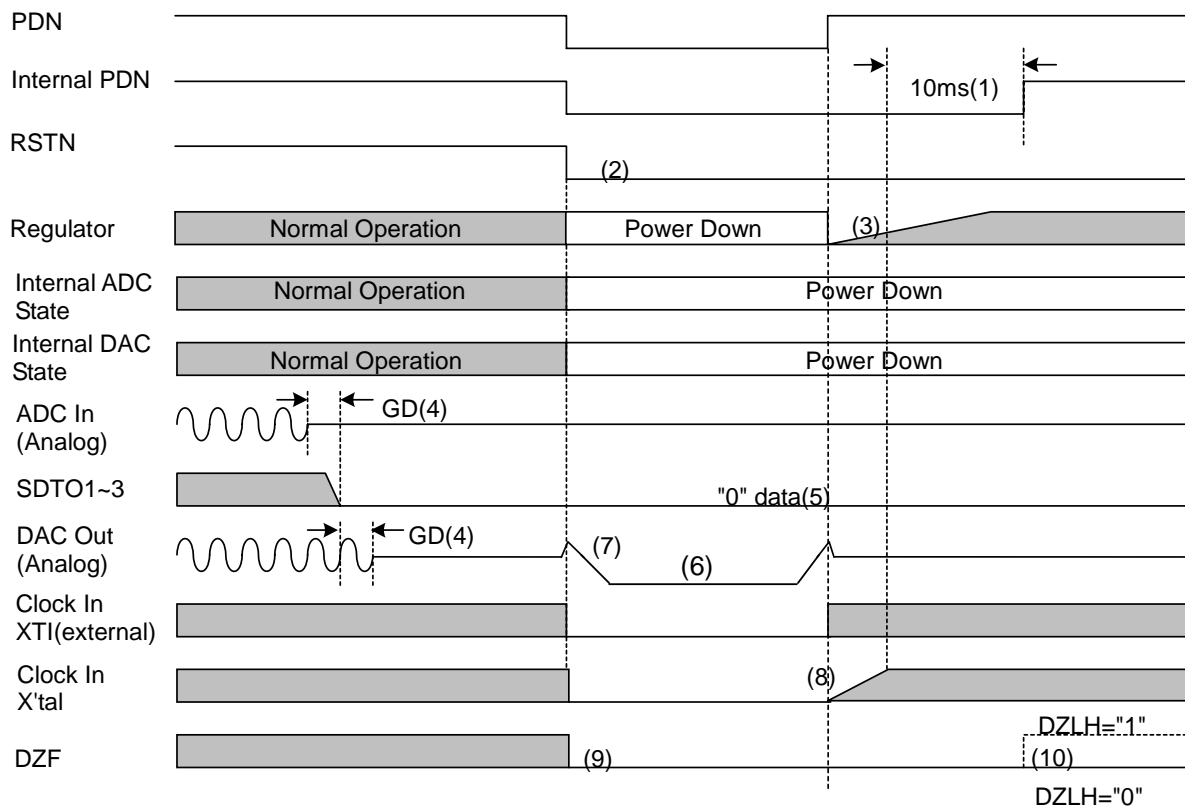 PDN
Internal PDN
10ms(1)
RSTN
(2)
Regulator
Normal Operation
Power Down
(3)
Internal ADC
State
Normal Operation
Power Down
Internal DAC
State
Normal Operation
Power Down
ADC In
(Analog)
GD(4)
SDTO1~3
"0" data(5)
DAC Out
(Analog)
GD(4)
(7)
(6)
Clock In
XTI(external)
Clock In
X'tal
(8)
DZF
(9)
DZLH="1"
(10)
DZLH="0"